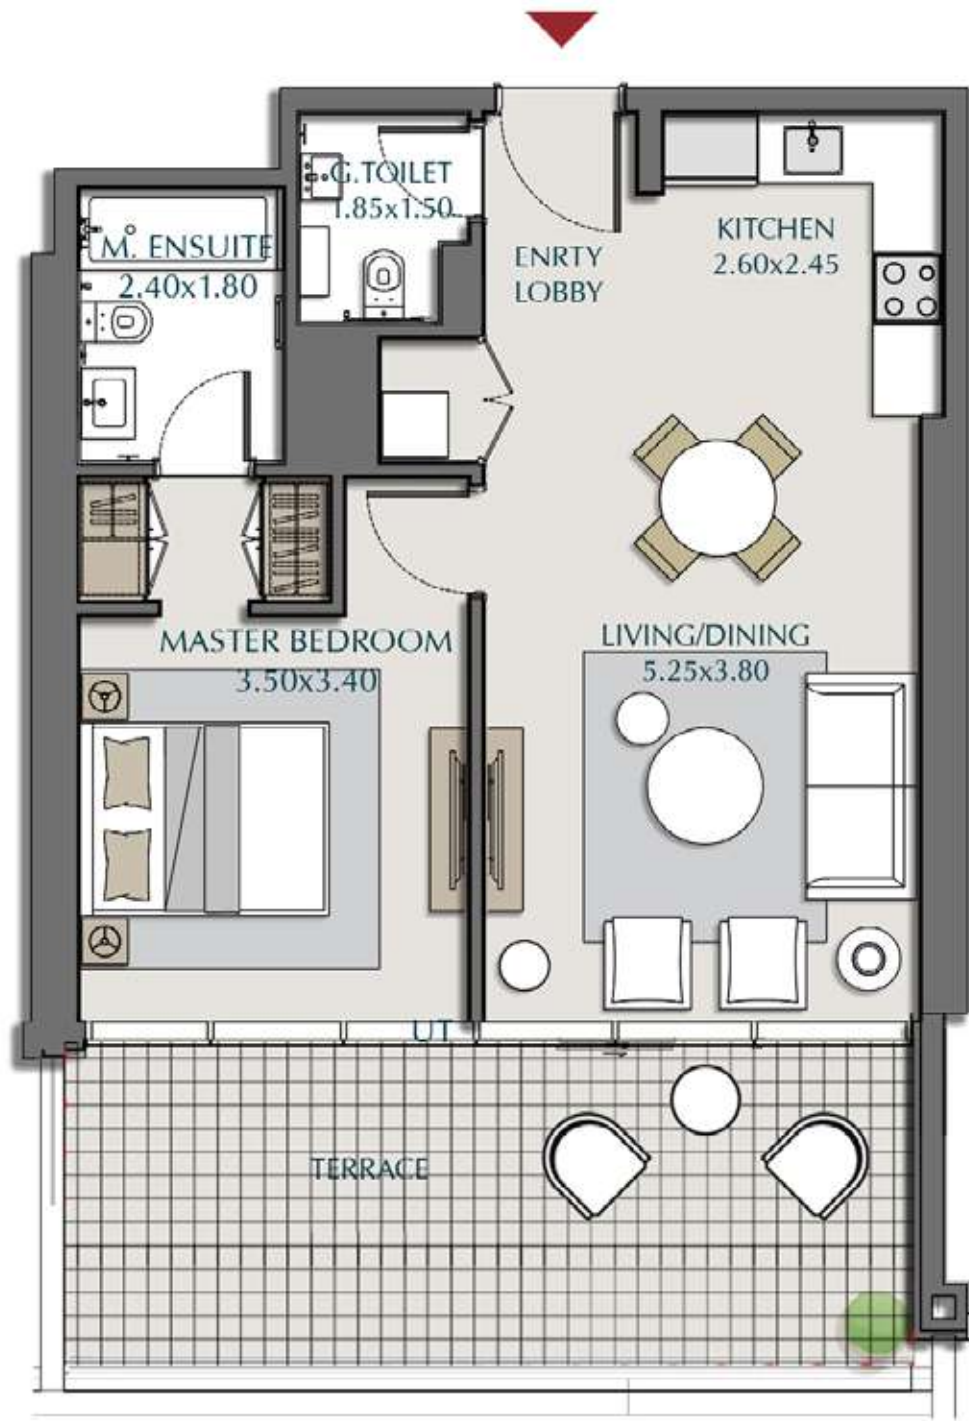 G.TOILET
1.85x1.50
M. ENSUITE
2.40x1.80
ENRTY
LOBBY
KITCHEN
2.60x2.45
MASTER BEDROOM
3.50x3.40
LIVING/DINING
5.25x3.80
UT
TERRACE